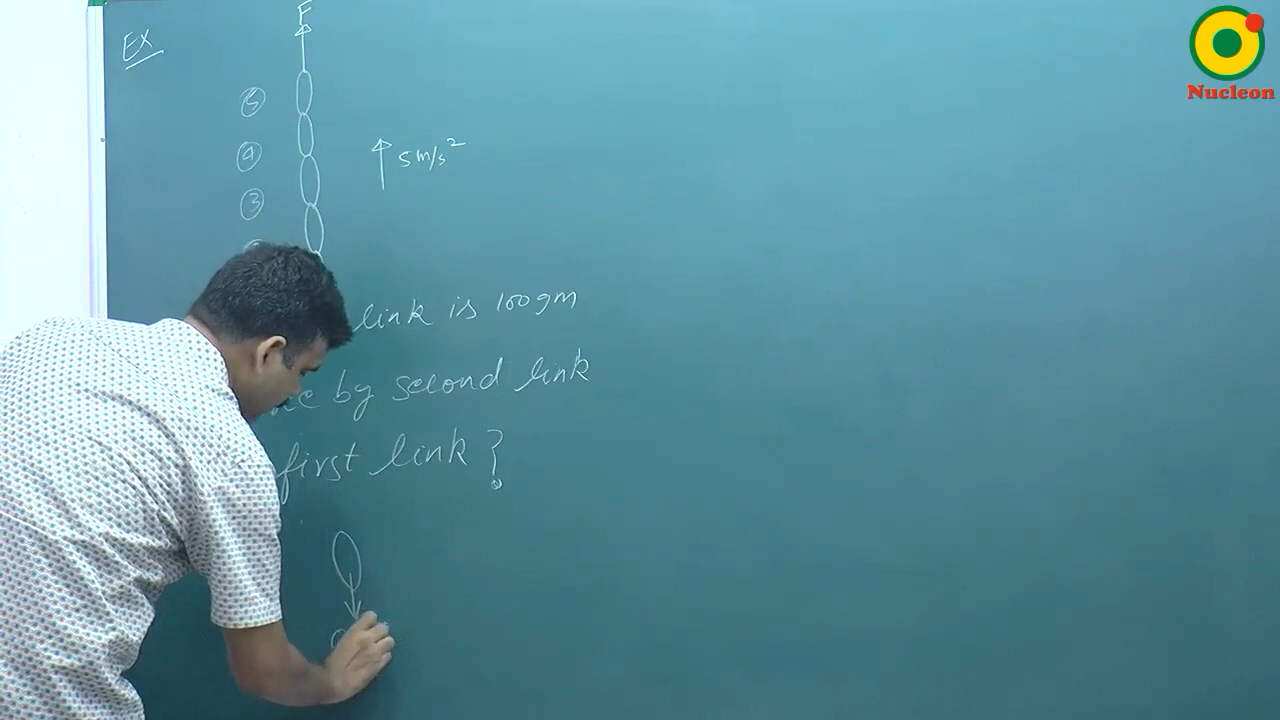 EX
F
5
4
↑ 5 m/s²
3
link is 100 gm
by second link
first link ?
Nucleon